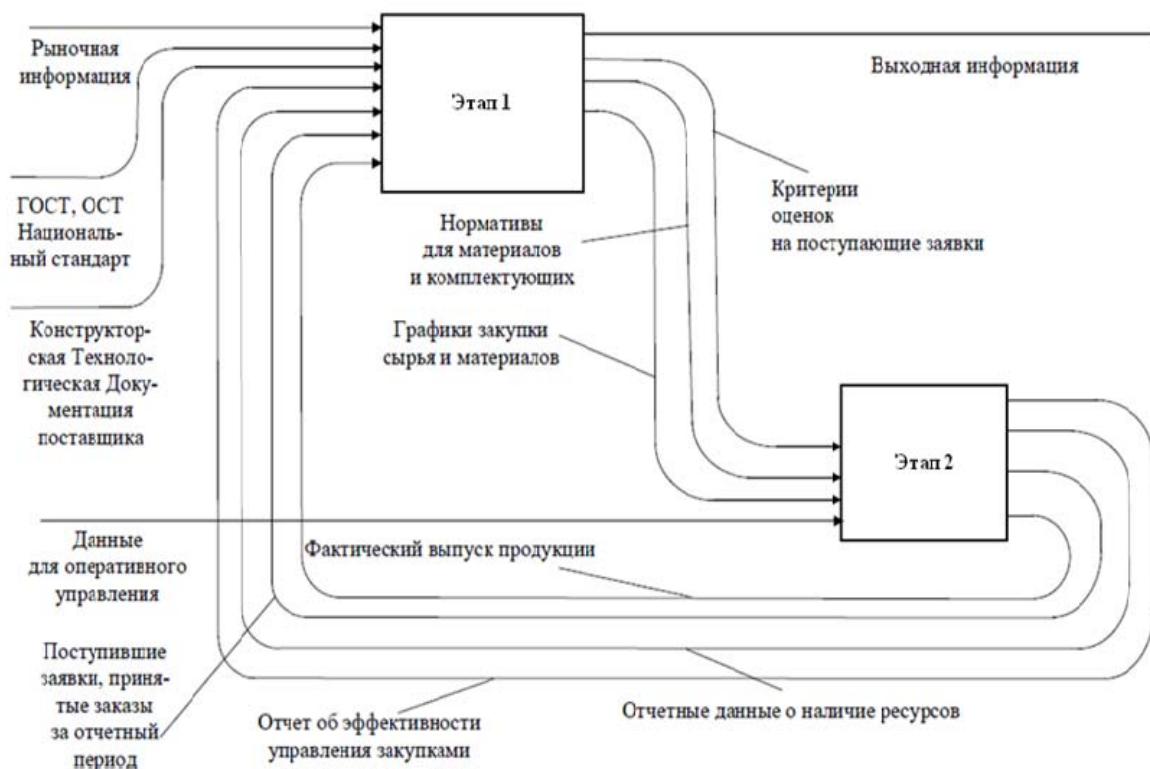 Рыночная
информация
Этап 1
Выходная информация
ГОСТ, ОСТ
Националь-
ный стандарт
Нормативы
для материалов
и комплектующих
Критерии
оценок
на поступающие заявки
Конструктор-
ская Техноло-
гическая Доку-
ментация
поставщика
Графики закупки
сырья и материалов
Этап 2
Данные
для оперативного
управления
Фактический выпуск продукции
Поступившие
заявки, приня-
тые заказы
за отчетный
период
Отчет об эффективности
управления закупками
Отчетные данные о наличие ресурсов